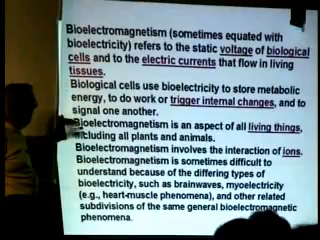 Bioelectromagnetism (sometimes equated with
bioelectricity) refers to the static voltage of biological
cells and to the electric currents that flow in living
tissues.
Biological cells use bioelectricity to store metabolic
energy, to do work or trigger internal changes, and to
signal one another.
Bioelectromagnetism is an aspect of all living things,
including all plants and animals.
Bioelectromagnetism involves the interaction of ions.
Bioelectromagnetism is sometimes difficult to
understand because of the differing types of
bioelectricity, such as brainwaves, myoelectricity
(e.g., heart-muscle phenomena), and other related
subdivisions of the same general bioelectromagnetic
phenomena.